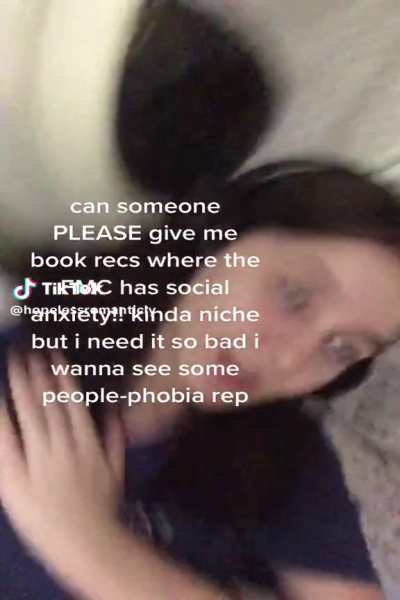 can someone
PLEASE give me
book recs where the
FMC has social
TikTok
anxiety!! kinda niche
but i need it so bad i
wanna see some
people-phobia rep